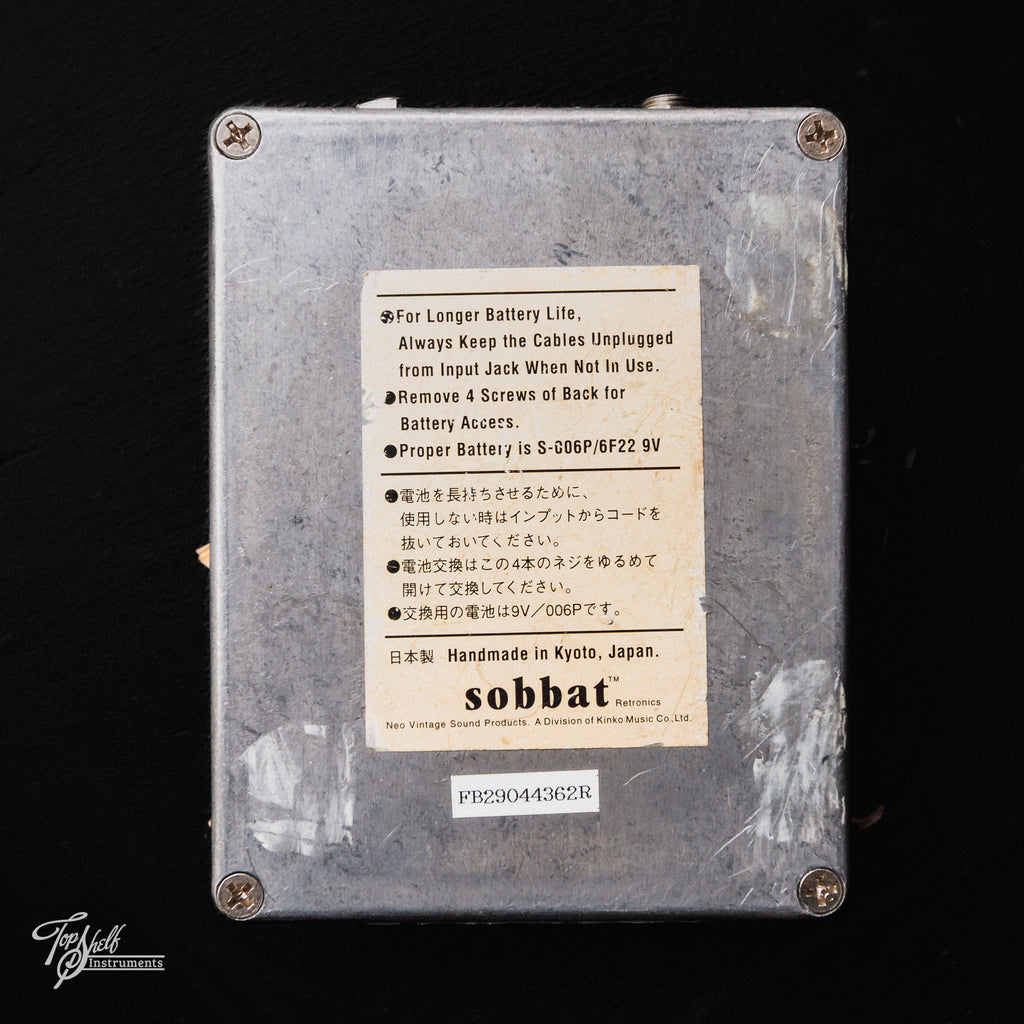 ●For Longer Battery Life,
Always Keep the Cables Unplugged
from Input Jack When Not In Use.
●Remove 4 Screws of Back for
Battery Access.
●Proper Battery is S-006P/6F22 9V
●電池を長持ちさせるために、
使用しない時はインプットからコードを
抜いておいてください。
●電池交換はこの4本のネジをゆるめて
開けて交換してください。
●交換用の電池は9V／006Pです。
日本製 Handmade in Kyoto, Japan.
sobbat™ Retronics
Neo Vintage Sound Products. A Division of Kinko Music Co.,Ltd.
FB29044362R
Top Shelf
Instruments